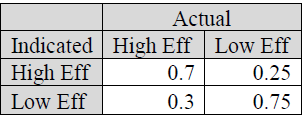 Actual
Indicated High Eff Low Eff
High Eff 0.7 0.25
Low Eff 0.3 0.75